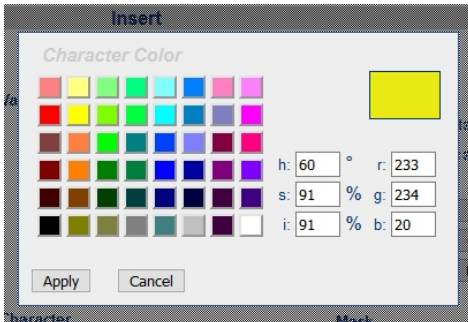 Insert
Character Color
h: 60 ° r: 233
s: 91 % g: 234
i: 91 % b: 20
Apply Cancel
Character Mask